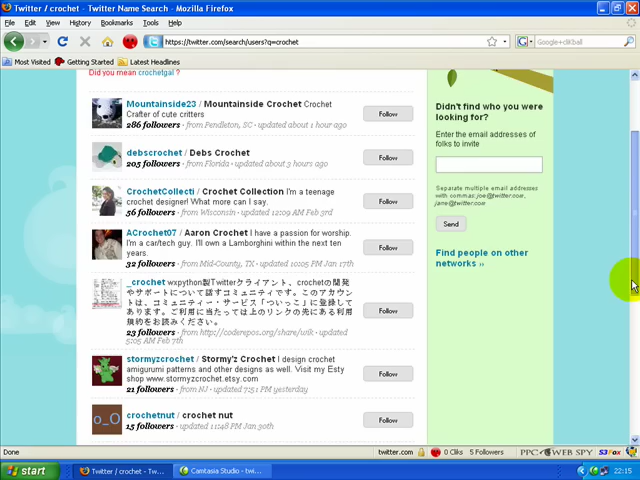 Twitter / crochet - Twitter Name Search - Mozilla Firefox
File Edit View History Bookmarks Tools Help
https://twitter.com/search/users?q=crochet
Google+clikball
Most Visited Getting Started Latest Headlines
Did you mean crochetgal ?
Mountainside23 / Mountainside Crochet Crochet
Crafter of cute critters
286 followers - from Pendleton, SC - updated about 1 hour ago
Follow
debscrochet / Debs Crochet
205 followers - from Florida - updated about 3 hours ago
Follow
CrochetCollecti / Crochet Collection I'm a teenage
crochet designer! What more can I say.
56 followers - from Wisconsin - updated 12:09 AM Feb 3rd
Follow
ACrochet07 / Aaron Crochet I have a passion for worship.
I'm a car/tech guy. I'll own a Lamborghini within the next ten
years.
32 followers - from Mid-County, TX - updated 10:05 PM Jan 17th
Follow
_crochet wxpython製Twitterクライアント、crochetの開発
やサポートについて話すコミュニティです。このアカウン
トは、コミュニティー・サービス「ついっこ」に登録してあ
ります。ご利用に当たっては上のリンクの先にある利用
規約をお読みください。
23 followers - from http://coderepos.org/share/wik - updated
5:05 AM Feb 7th
Follow
stormyzcrochet / Stormy'z Crochet I design crochet
amigurumi patterns and other designs as well. Visit my Esty
shop www.stormyzcrochet.etsy.com
21 followers - from NJ - updated 7:51 PM yesterday
Follow
crochetnut / crochet nut
15 followers - updated 11:48 PM Jan 30th
Follow
o_O
Didn't find who you were
looking for?
Enter the email addresses of
folks to invite
Separate multiple email addresses
with commas: joe@twitter.com,
jane@twitter.com
Send
Find people on other
networks »
Done
twitter.com 0 Cliks 5 Followers PPC WEB SPY S3Fox
start Twitter / crochet - Tw... Camtasia Studio - twi... 22:15